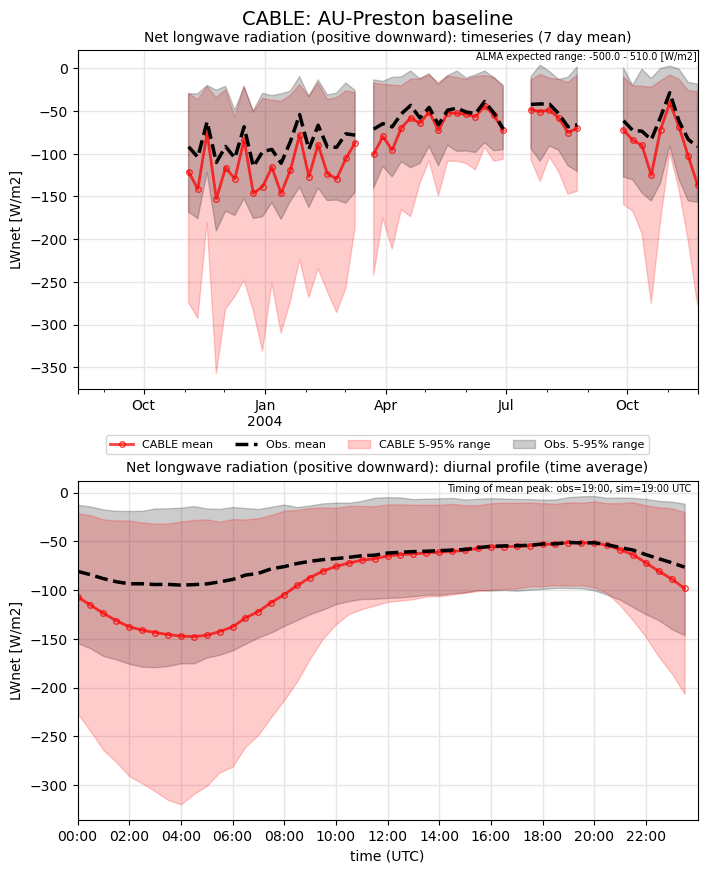 CABLE: AU-Preston baseline
Net longwave radiation (positive downward): timeseries (7 day mean)
ALMA expected range: -500.0 - 510.0 [W/m2]
0
−50
−100
−150
−200
−250
−300
−350
LWnet [W/m2]
Oct Jan Apr Jul Oct
2004
CABLE mean Obs. mean CABLE 5-95% range Obs. 5-95% range
Net longwave radiation (positive downward): diurnal profile (time average)
Timing of mean peak: obs=19:00, sim=19:00 UTC
0
−50
−100
−150
−200
−250
−300
LWnet [W/m2]
00:00 02:00 04:00 06:00 08:00 10:00 12:00 14:00 16:00 18:00 20:00 22:00
time (UTC)